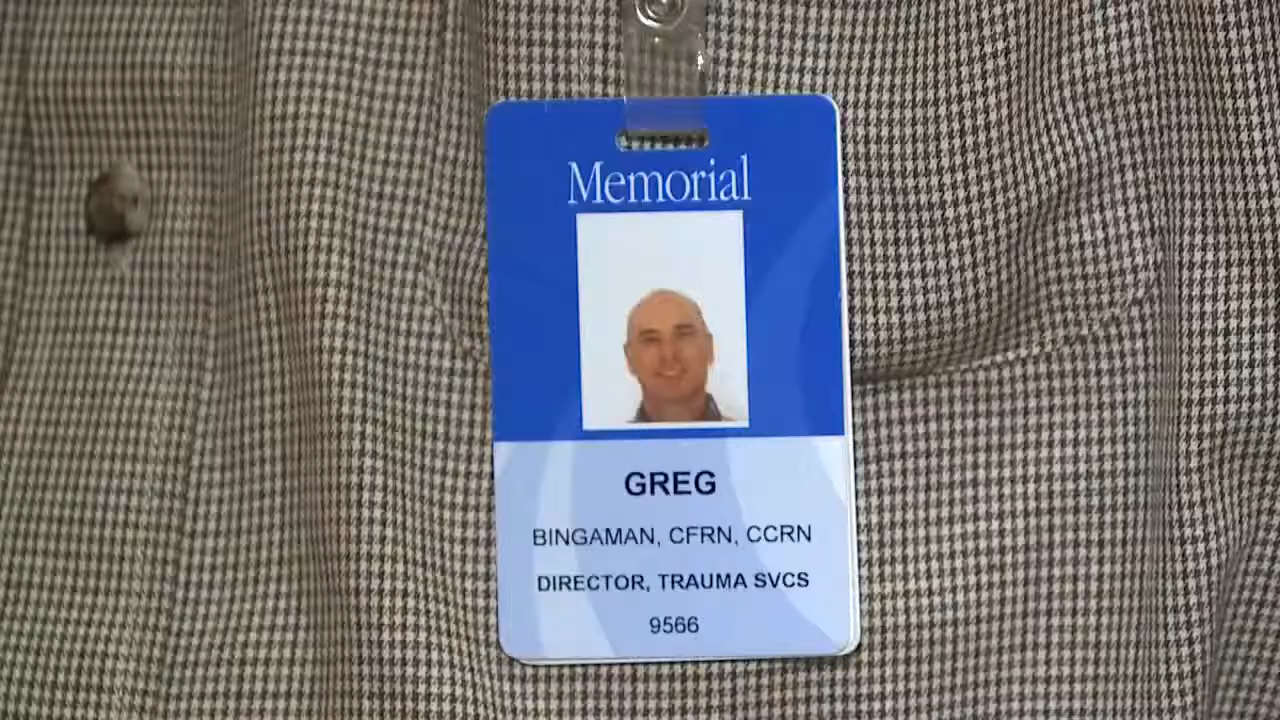 Memorial
GREG
BINGAMAN, CFRN, CCRN
DIRECTOR, TRAUMA SVCS
9566